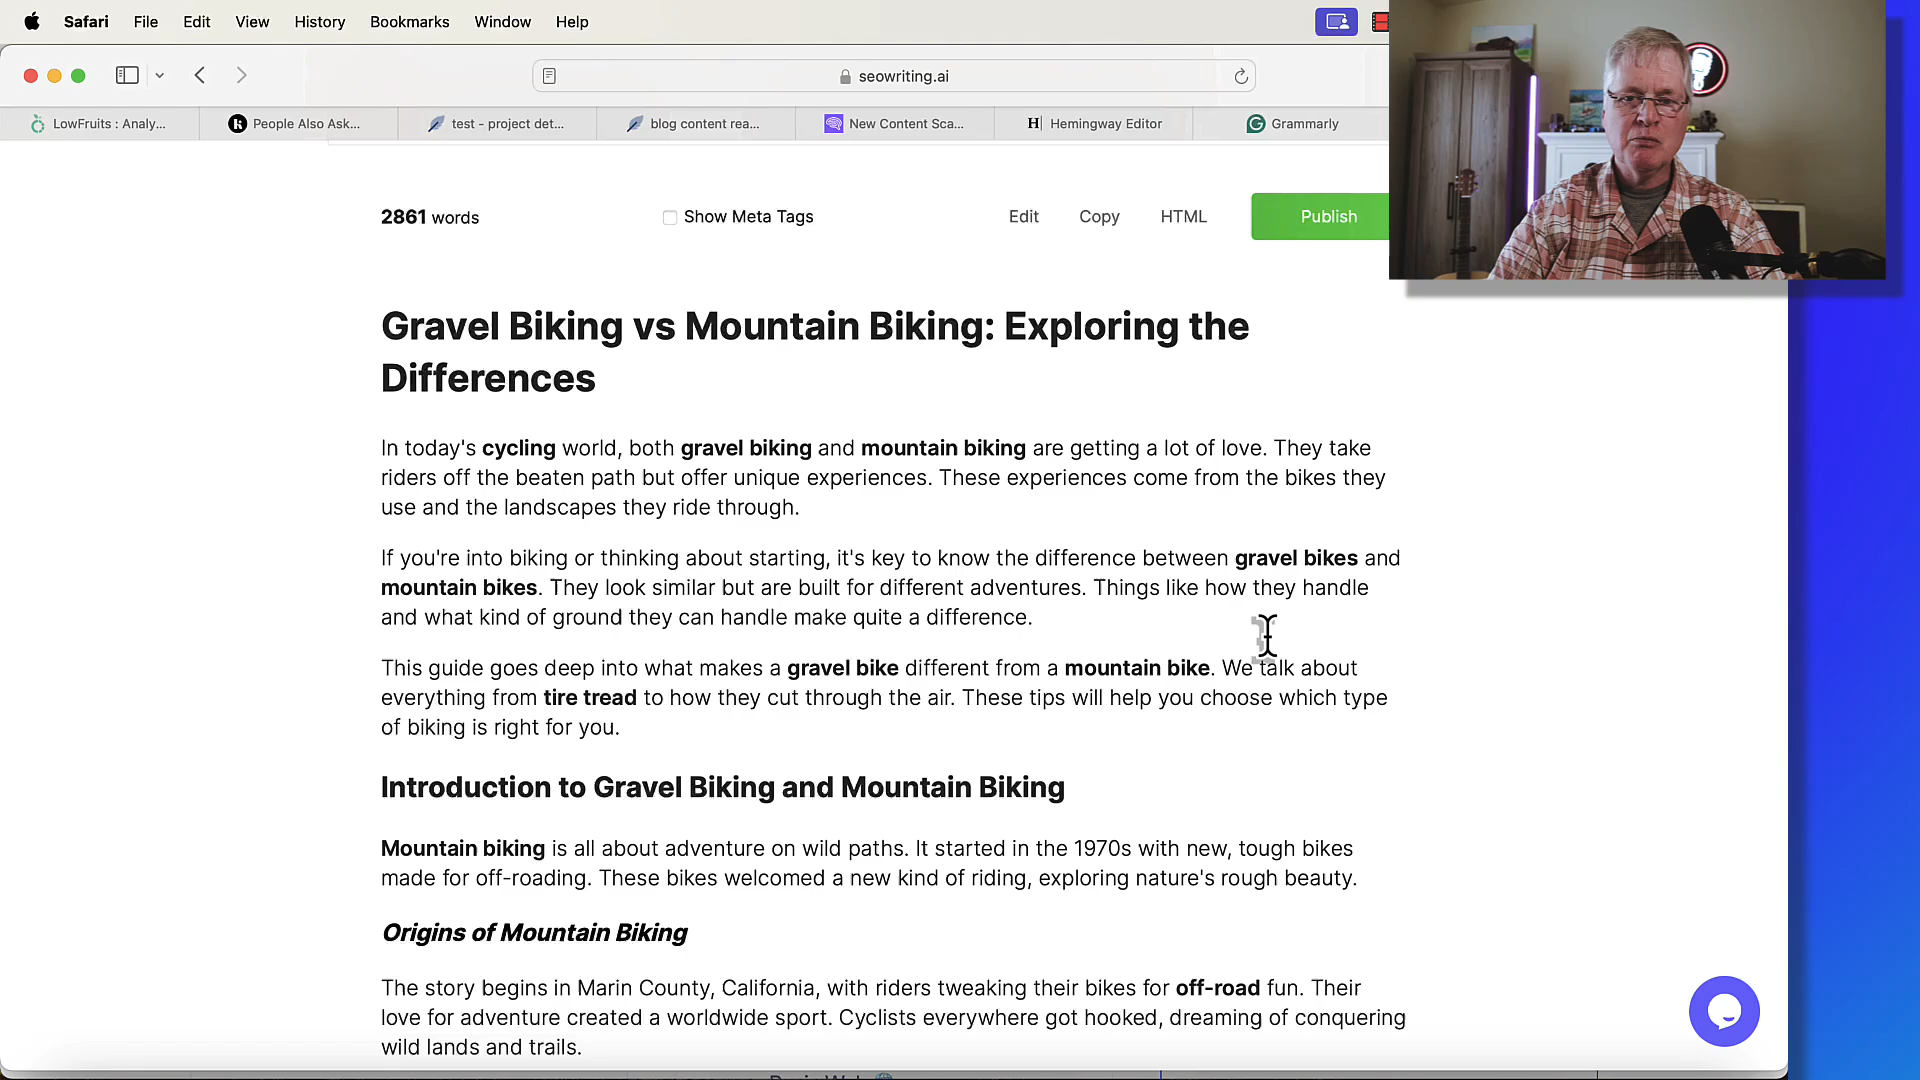 Safari File Edit View History Bookmarks Window Help
seowriting.ai
LowFruits : Analy... People Also Ask... test - project det... blog content rea... New Content Sca... Hemingway Editor Grammarly
2861 words Show Meta Tags Edit Copy HTML Publish
Gravel Biking vs Mountain Biking: Exploring the
Differences
In today's cycling world, both gravel biking and mountain biking are getting a lot of love. They take
riders off the beaten path but offer unique experiences. These experiences come from the bikes they
use and the landscapes they ride through.
If you're into biking or thinking about starting, it's key to know the difference between gravel bikes and
mountain bikes. They look similar but are built for different adventures. Things like how they handle
and what kind of ground they can handle make quite a difference.
This guide goes deep into what makes a gravel bike different from a mountain bike. We talk about
everything from tire tread to how they cut through the air. These tips will help you choose which type
of biking is right for you.
Introduction to Gravel Biking and Mountain Biking
Mountain biking is all about adventure on wild paths. It started in the 1970s with new, tough bikes
made for off-roading. These bikes welcomed a new kind of riding, exploring nature's rough beauty.
Origins of Mountain Biking
The story begins in Marin County, California, with riders tweaking their bikes for off-road fun. Their
love for adventure created a worldwide sport. Cyclists everywhere got hooked, dreaming of conquering
wild lands and trails.